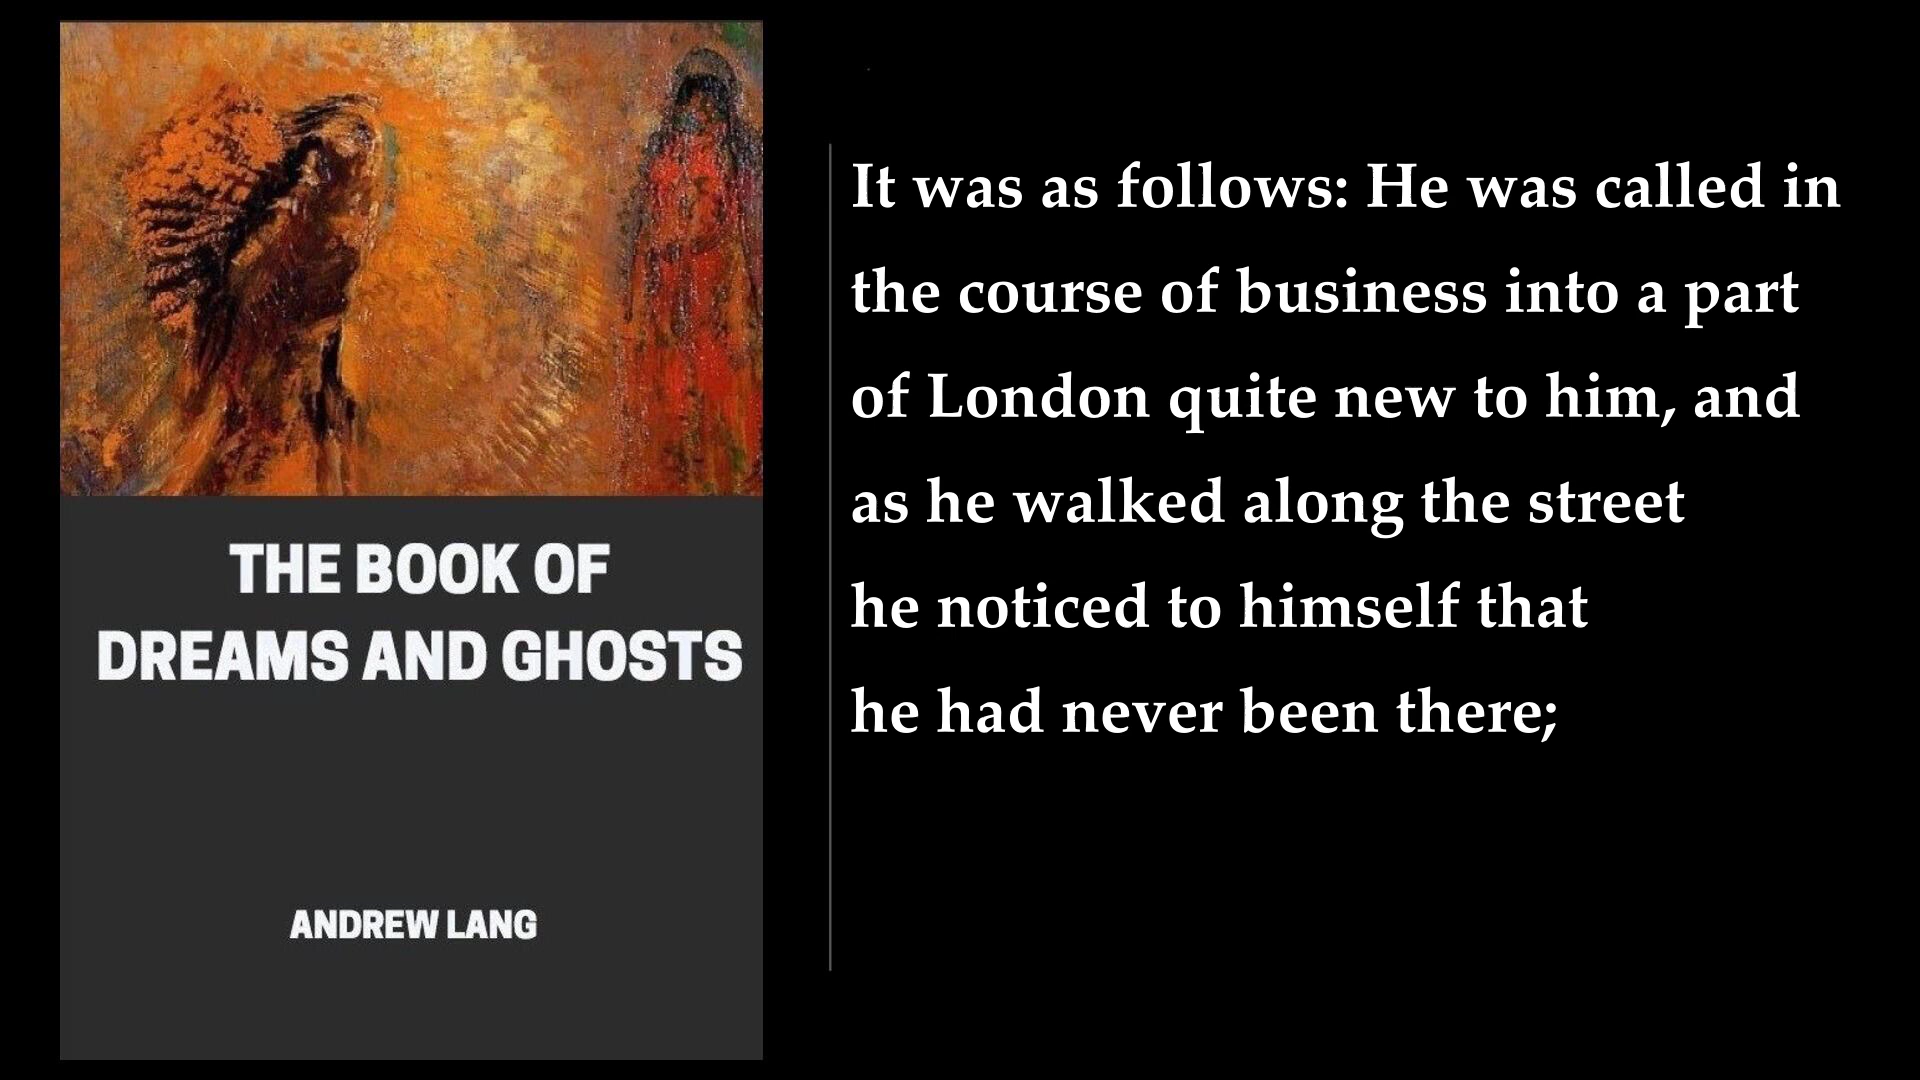 THE BOOK OF
DREAMS AND GHOSTS
ANDREW LANG
It was as follows: He was called in
the course of business into a part
of London quite new to him, and
as he walked along the street
he noticed to himself that
he had never been there;